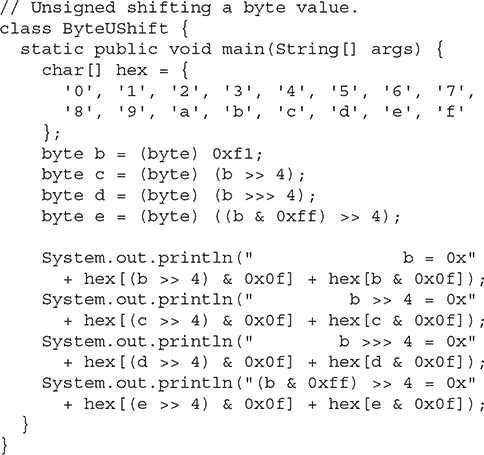 // Unsigned shifting a byte value.
class ByteUShift {
  static public void main(String[] args) {
    char[] hex = {
      '0', '1', '2', '3', '4', '5', '6', '7',
      '8', '9', 'a', 'b', 'c', 'd', 'e', 'f'
    };
    byte b = (byte) 0xf1;
    byte c = (byte) (b >> 4);
    byte d = (byte) (b >>> 4);
    byte e = (byte) ((b & 0xff) >> 4);

    System.out.println("              b = 0x"
      + hex[(b >> 4) & 0x0f] + hex[b & 0x0f]);
    System.out.println("         b >> 4 = 0x"
      + hex[(c >> 4) & 0x0f] + hex[c & 0x0f]);
    System.out.println("        b >>> 4 = 0x"
      + hex[(d >> 4) & 0x0f] + hex[d & 0x0f]);
    System.out.println("(b & 0xff) >> 4 = 0x"
      + hex[(e >> 4) & 0x0f] + hex[e & 0x0f]);
  }
}